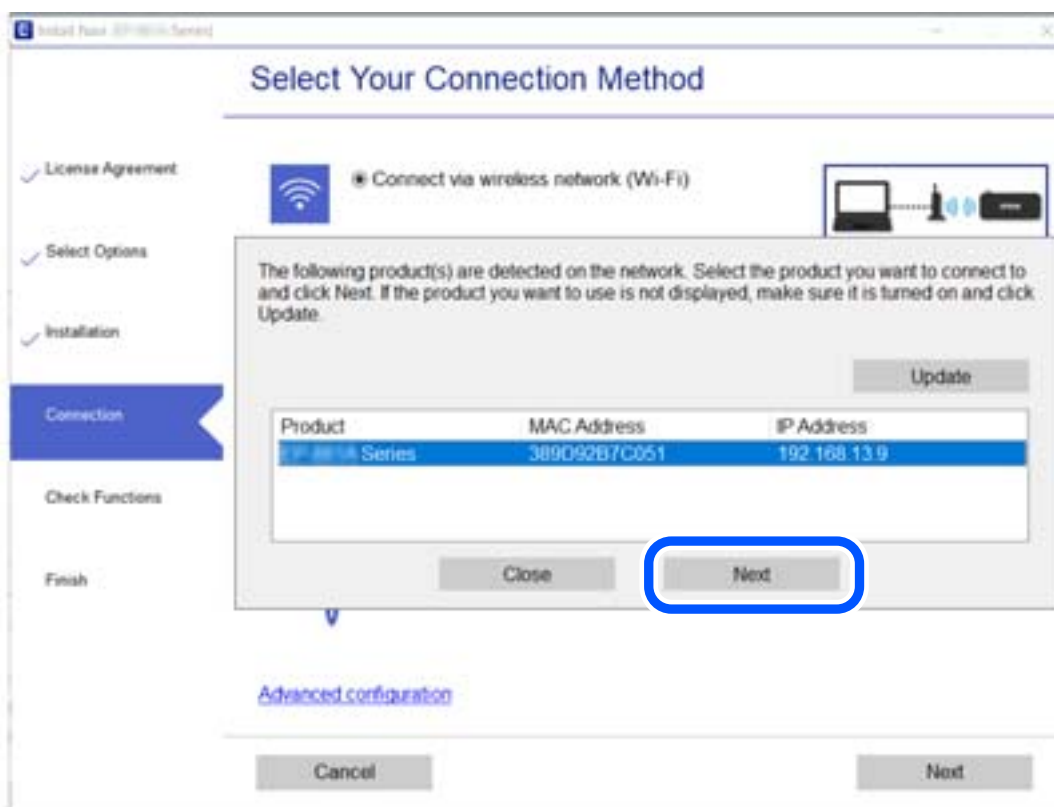 Install
Select Your Connection Method
License Agreement
Select Options
Installation
Connection
Check Functions
Finish
Connect via wireless network (Wi-Fi)
The following product(s) are detected on the network. Select the product you want to connect to
and click Next. If the product you want to use is not displayed, make sure it is turned on and click
Update.
Update
Product MAC Address IP Address
Series 389D92B7C051 192.168.13.9
Close Next
Advanced configuration
Cancel Next